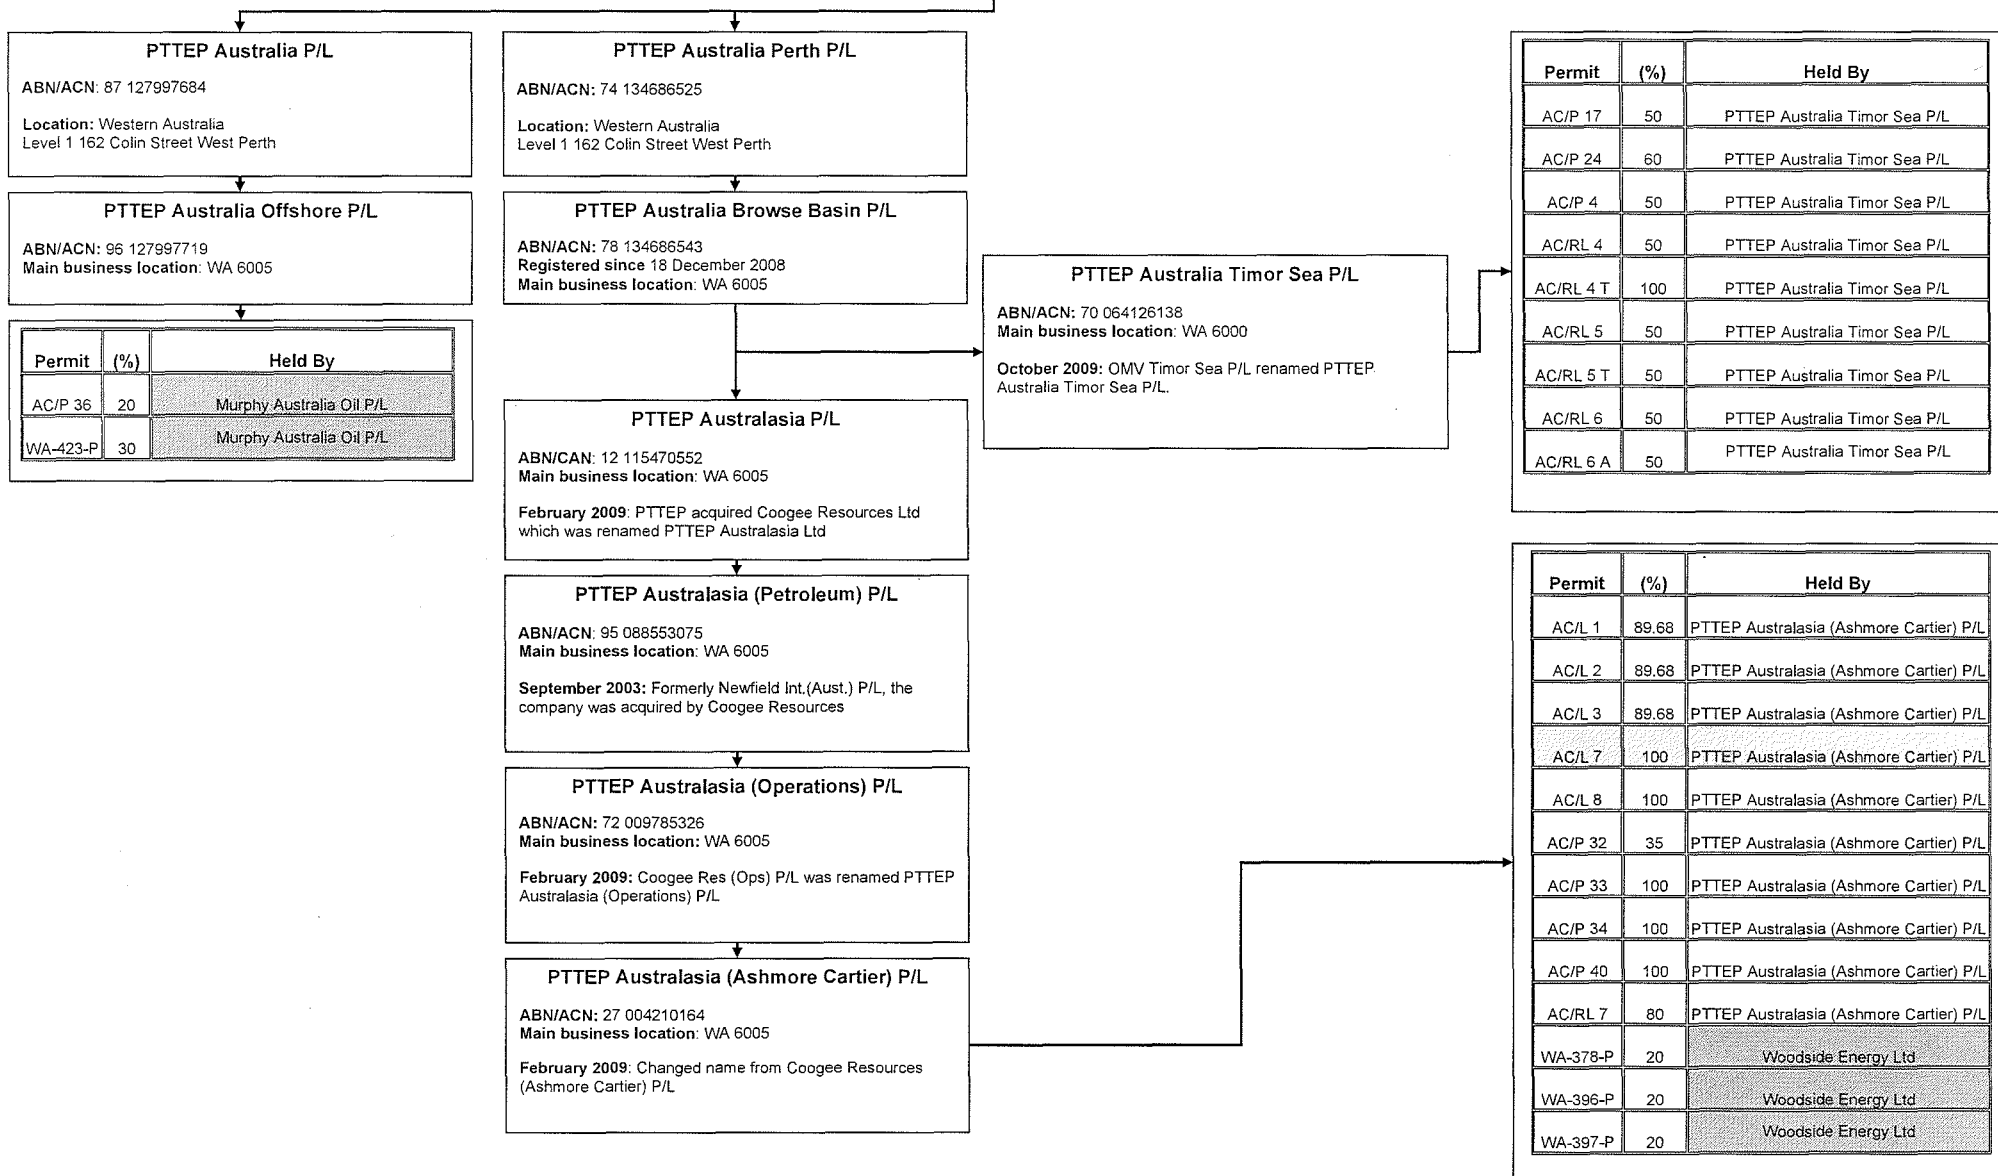 PTTEP Australia P/L
ABN/ACN: 87 127997684
Location: Western Australia
Level 1 162 Colin Street West Perth
PTTEP Australia Offshore P/L
ABN/ACN: 96 127997719
Main business location: WA 6005
Permit (%) Held By
AC/P 36 20 Murphy Australia Oil P/L
WA-423-P 30 Murphy Australia Oil P/L
PTTEP Australia Perth P/L
ABN/ACN: 74 134686525
Location: Western Australia
Level 1 162 Colin Street West Perth
PTTEP Australia Browse Basin P/L
ABN/ACN: 78 134686543
Registered since 18 December 2008
Main business location: WA 6005
PTTEP Australasia P/L
ABN/CAN: 12 115470552
Main business location: WA 6005
February 2009: PTTEP acquired Coogee Resources Ltd
which was renamed PTTEP Australasia Ltd
PTTEP Australasia (Petroleum) P/L
ABN/ACN: 95 088553075
Main business location: WA 6005
September 2003: Formerly Newfield Int.(Aust.) P/L, the
company was acquired by Coogee Resources
PTTEP Australasia (Operations) P/L
ABN/ACN: 72 009785326
Main business location: WA 6005
February 2009: Coogee Res (Ops) P/L was renamed PTTEP
Australasia (Operations) P/L
PTTEP Australasia (Ashmore Cartier) P/L
ABN/ACN: 27 004210164
Main business location: WA 6005
February 2009: Changed name from Coogee Resources
(Ashmore Cartier) P/L
PTTEP Australia Timor Sea P/L
ABN/ACN: 70 064126138
Main business location: WA 6000
October 2009: OMV Timor Sea P/L renamed PTTEP
Australia Timor Sea P/L.
Permit (%) Held By
AC/P 17 50 PTTEP Australia Timor Sea P/L
AC/P 24 60 PTTEP Australia Timor Sea P/L
AC/P 4 50 PTTEP Australia Timor Sea P/L
AC/RL 4 50 PTTEP Australia Timor Sea P/L
AC/RL 4 T 100 PTTEP Australia Timor Sea P/L
AC/RL 5 50 PTTEP Australia Timor Sea P/L
AC/RL 5 T 50 PTTEP Australia Timor Sea P/L
AC/RL 6 50 PTTEP Australia Timor Sea P/L
AC/RL 6 A 50 PTTEP Australia Timor Sea P/L
Permit (%) Held By
AC/L 1 89.68 PTTEP Australasia (Ashmore Cartier) P/L
AC/L 2 89.68 PTTEP Australasia (Ashmore Cartier) P/L
AC/L 3 89.68 PTTEP Australasia (Ashmore Cartier) P/L
AC/L 7 100 PTTEP Australasia (Ashmore Cartier) P/L
AC/L 8 100 PTTEP Australasia (Ashmore Cartier) P/L
AC/P 32 35 PTTEP Australasia (Ashmore Cartier) P/L
AC/P 33 100 PTTEP Australasia (Ashmore Cartier) P/L
AC/P 34 100 PTTEP Australasia (Ashmore Cartier) P/L
AC/P 40 100 PTTEP Australasia (Ashmore Cartier) P/L
AC/RL 7 80 PTTEP Australasia (Ashmore Cartier) P/L
WA-378-P 20 Woodside Energy Ltd
WA-396-P 20 Woodside Energy Ltd
WA-397-P 20 Woodside Energy Ltd